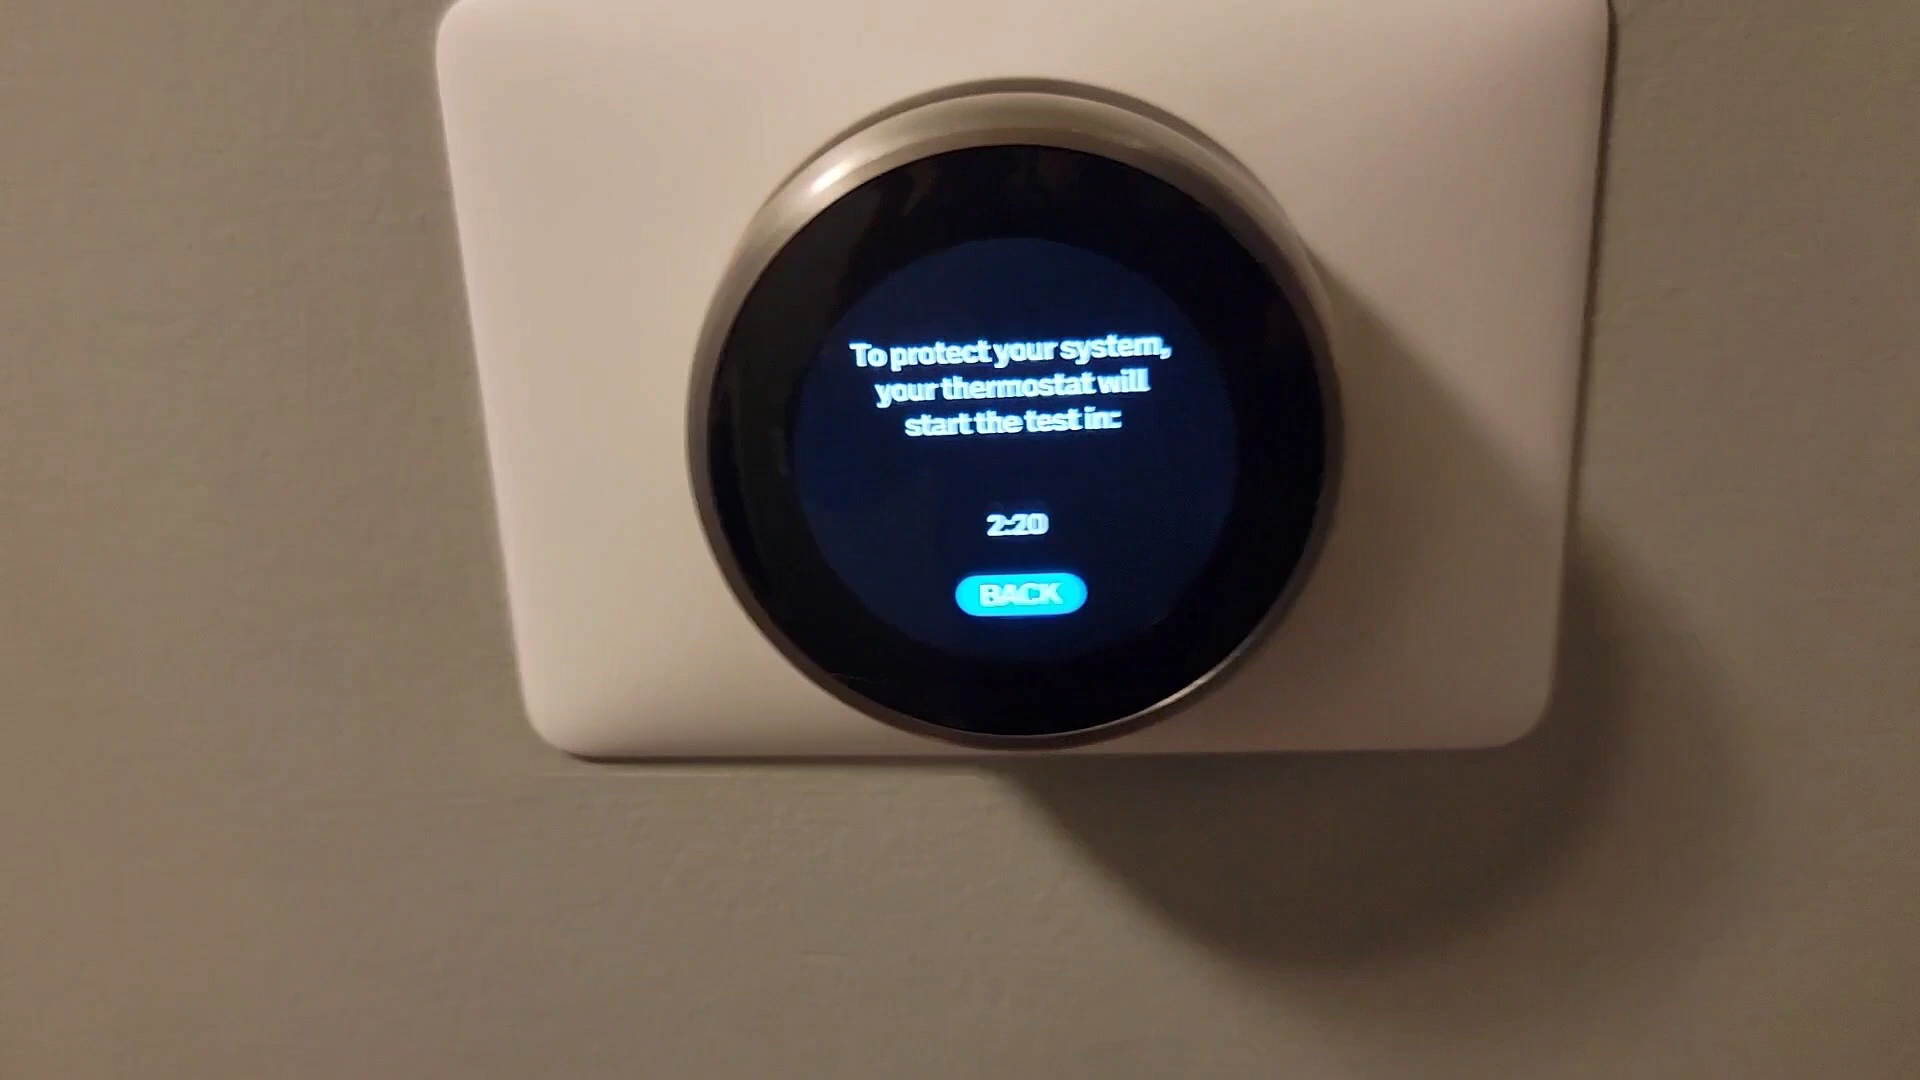 To protect your system,
your thermostat will
start the test in:
2:20
BACK